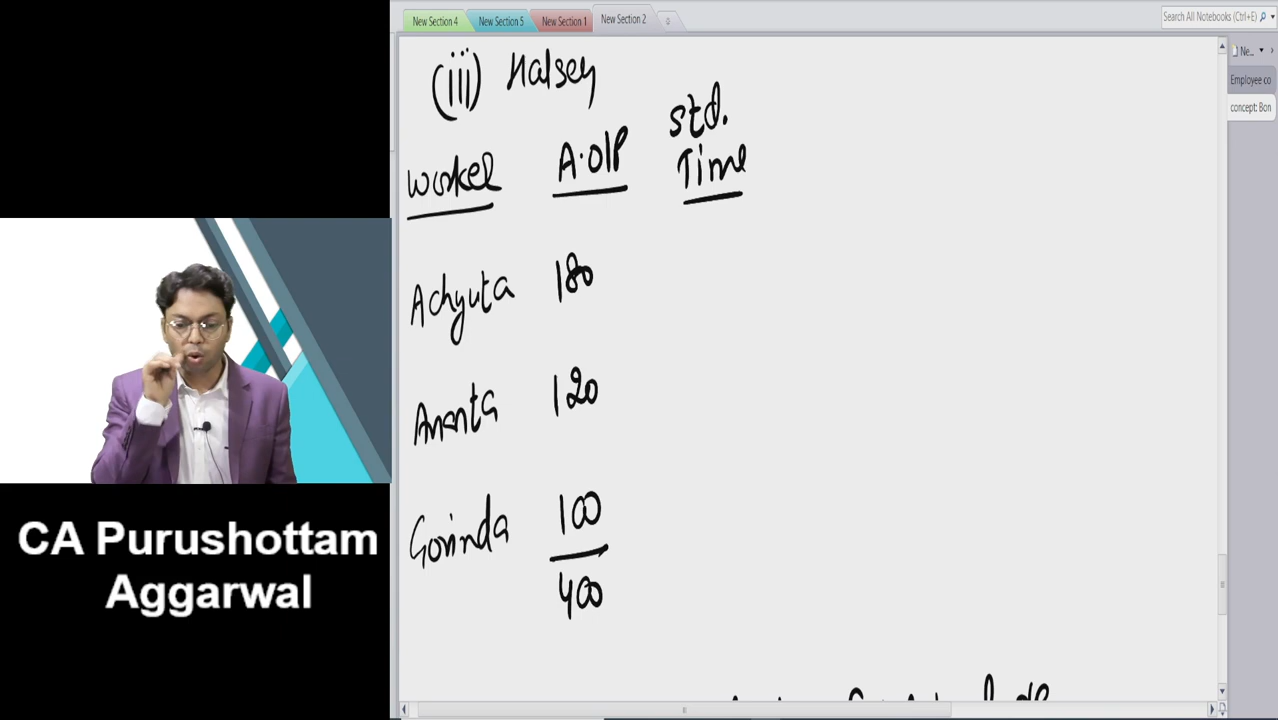 New Section 4 New Section 5 New Section 1 New Section 2
Search All Notebooks (Ctrl+E)
Ne...
Employee co
concept: Bon
(iii) Halsey
Worker A.O/P std. Time
Achyuta 180
Ananta 120
Govinda 100
400
CA Purushottam
Aggarwal